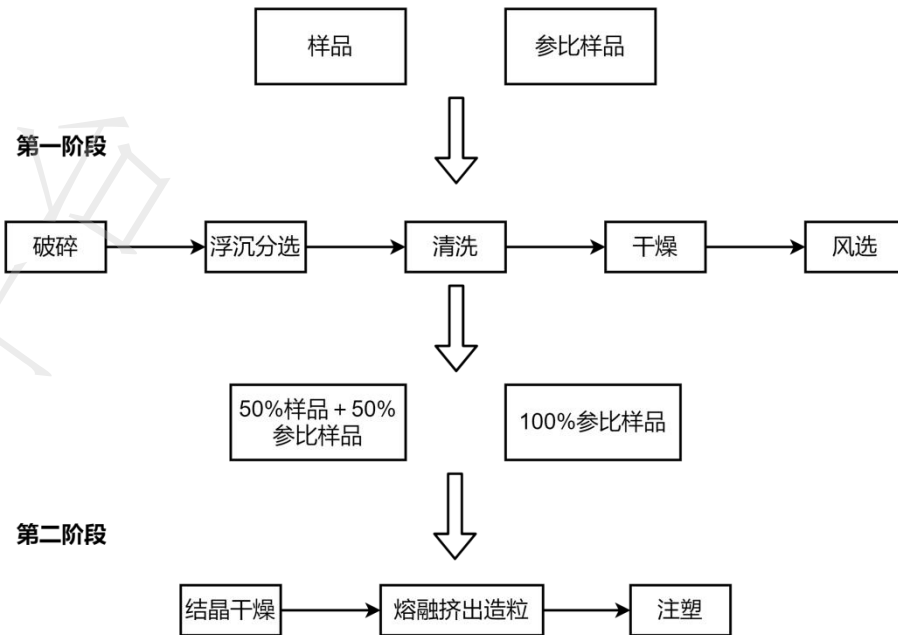 样品
参比样品
第一阶段
破碎
浮沉分选
清洗
干燥
风选
50%样品 + 50%
参比样品
100%参比样品
第二阶段
结晶干燥
熔融挤出造粒
注塑